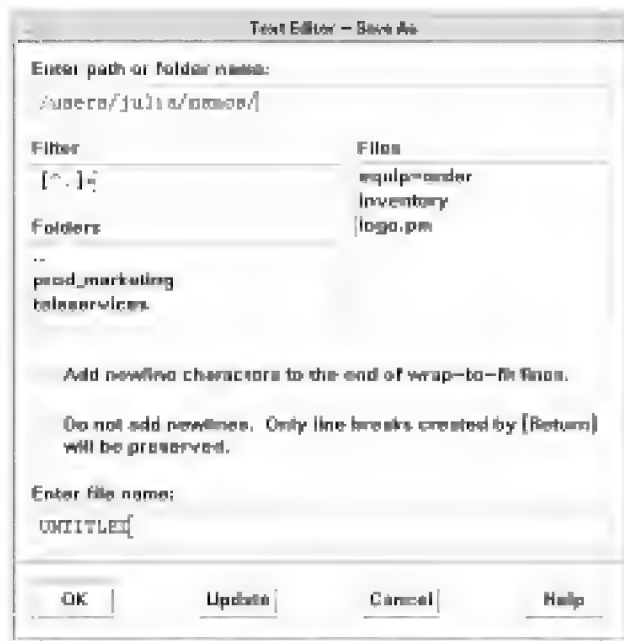 Text Editor – Save As
Enter path or folder name:
/users/julia/memos/
Filter
[^.]*
Folders
..
prod_marketing
teleservices
Files
equip-order
inventory
logo.pm
Add newline characters to the end of wrap-to-fit lines.
Do not add newlines. Only line breaks created by [Return]
will be preserved.
Enter file name:
UNTITLED
OK Update Cancel Help